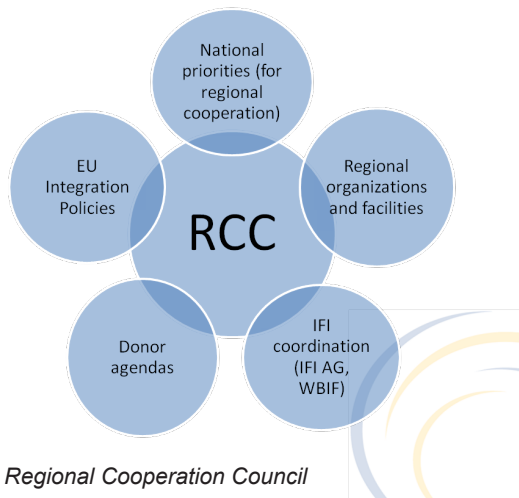 National
priorities (for
regional
cooperation)
EU
Integration
Policies
Regional
organizations
and facilities
RCC
Donor
agendas
IFI
coordination
(IFI AG,
WBIF)
Regional Cooperation Council